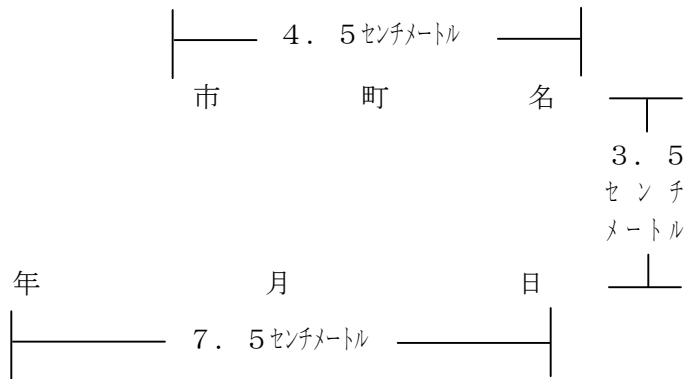 4．5センチメートル
市 町 名
3．5
センチ
メートル
年 月 日
7．5センチメートル